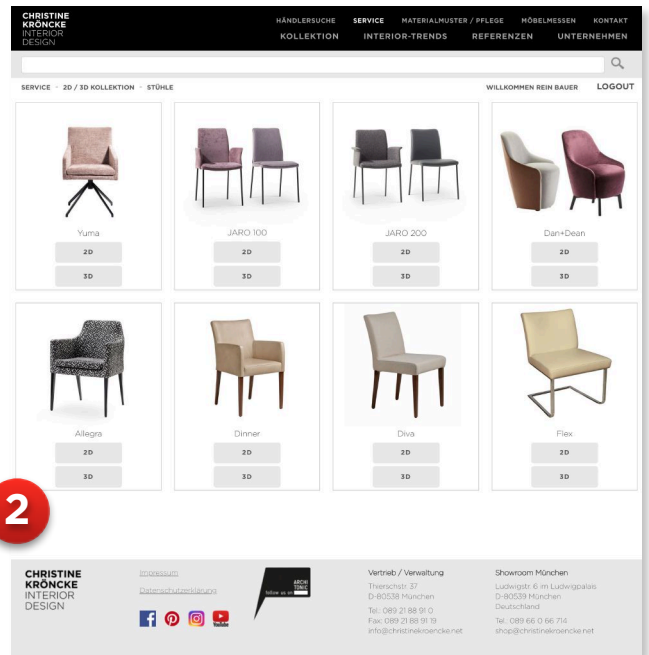 CHRISTINE
KRÖNCKE
INTERIOR
DESIGN
HÄNDLERSUCHE SERVICE MATERIALMUSTER / PFLEGE MÖBELMESSEN KONTAKT
KOLLEKTION INTERIOR-TRENDS REFERENZEN UNTERNEHMEN
SERVICE · 2D / 3D KOLLEKTION · STÜHLE
WILLKOMMEN REIN BAUER LOGOUT
Yuma
2D
3D
JARO 100
2D
3D
JARO 200
2D
3D
Dan+Dean
2D
3D
Allegra
2D
3D
Dinner
2D
3D
Diva
2D
3D
Flex
2D
3D
2
CHRISTINE
KRÖNCKE
INTERIOR
DESIGN
Impressum
Datenschutzerklärung
YouTube
ARCHI
TONIC
follow us on
Vertrieb / Verwaltung
Thierschstr. 37
D-80538 München
Tel.: 089 21 88 91 0
Fax: 089 21 88 91 19
info@christinekroencke.net
Showroom München
Ludwigstr. 6 im Ludwigpalais
D-80539 München
Deutschland
Tel.: 089 66 0 66 714
shop@christinekroencke.net